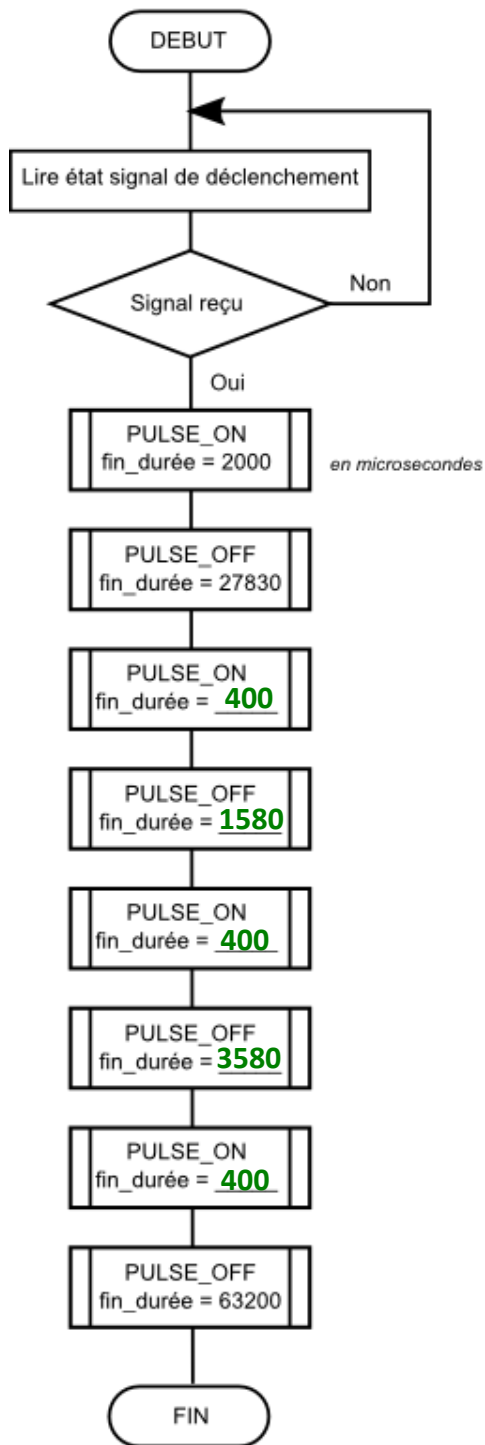 DEBUT
Lire état signal de déclenchement
Signal reçu
Non
Oui
PULSE_ON
fin_durée = 2000
en microsecondes
PULSE_OFF
fin_durée = 27830
PULSE_ON
fin_durée = 400
PULSE_OFF
fin_durée = 1580
PULSE_ON
fin_durée = 400
PULSE_OFF
fin_durée = 3580
PULSE_ON
fin_durée = 400
PULSE_OFF
fin_durée = 63200
FIN